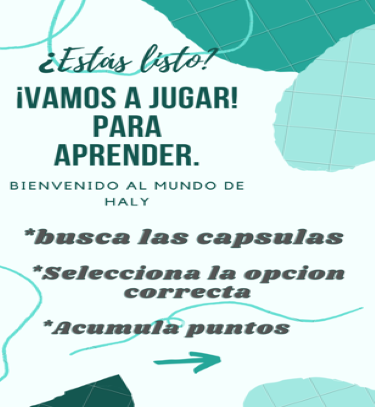 ¿Estás listo?
¡VAMOS A JUGAR!
PARA
APRENDER.
BIENVENIDO AL MUNDO DE
HALY
*busca las capsulas
*Selecciona la opcion
correcta
*Acumula puntos